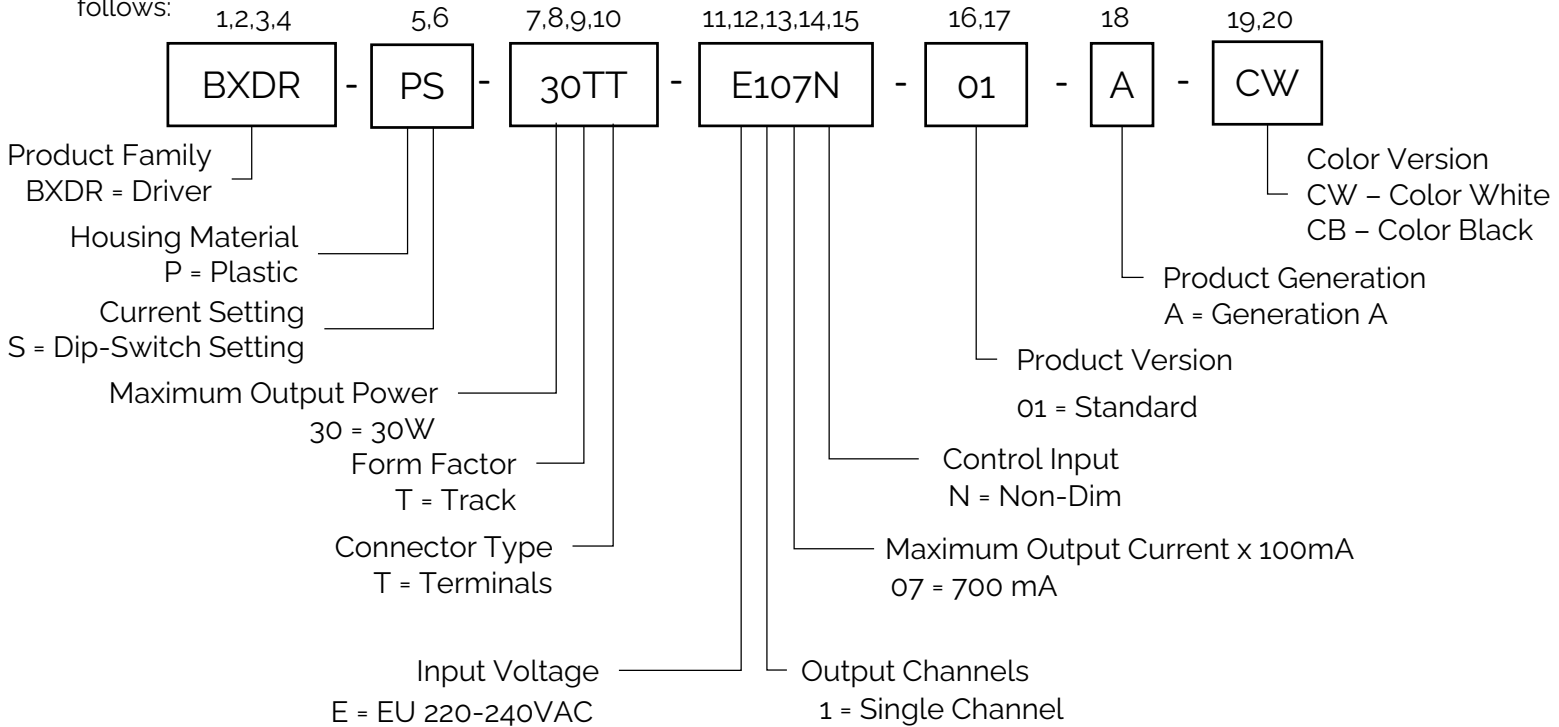 follows:
1,2,3,4 5,6 7,8,9,10 11,12,13,14,15 16,17 18 19,20
BXDR - PS - 30TT - E107N - 01 - A - CW
Product Family
BXDR = Driver
Color Version
CW – Color White
CB – Color Black
Housing Material
P = Plastic
Product Generation
A = Generation A
Current Setting
S = Dip-Switch Setting
Product Version
01 = Standard
Maximum Output Power
30 = 30W
Form Factor
T = Track
Control Input
N = Non-Dim
Connector Type
T = Terminals
Maximum Output Current x 100mA
07 = 700 mA
Input Voltage
E = EU 220-240VAC
Output Channels
1 = Single Channel